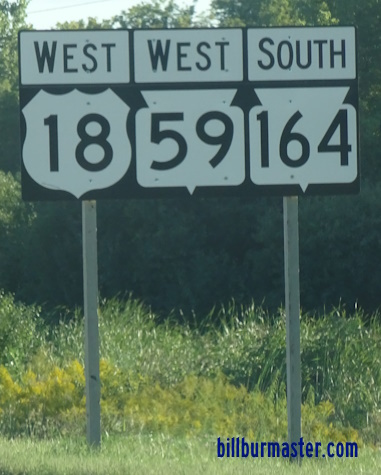 WEST WEST SOUTH
18 59 164
billburmaster.com